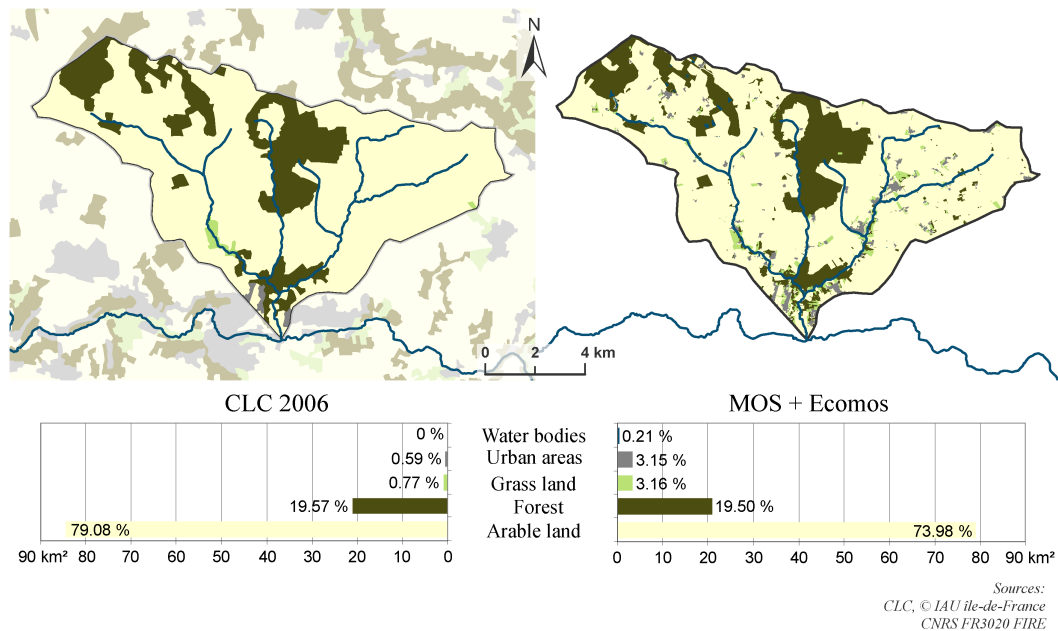 N
0 2 4 km
CLC 2006
MOS + Ecomos
0 % Water bodies 0.21 %
0.59 % Urban areas 3.15 %
0.77 % Grass land 3.16 %
19.57 % Forest 19.50 %
79.08 % Arable land 73.98 %
90 km² 80 70 60 50 40 30 20 10 0
0 10 20 30 40 50 60 70 80 90 km²
Sources:
CLC, © IAU île-de-France
CNRS FR3020 FIRE